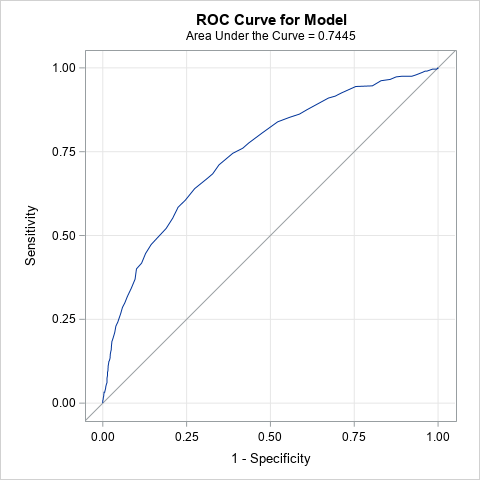 ROC Curve for Model
Area Under the Curve = 0.7445
1.00
0.75
0.50
0.25
0.00
Sensitivity
0.00 0.25 0.50 0.75 1.00
1 - Specificity